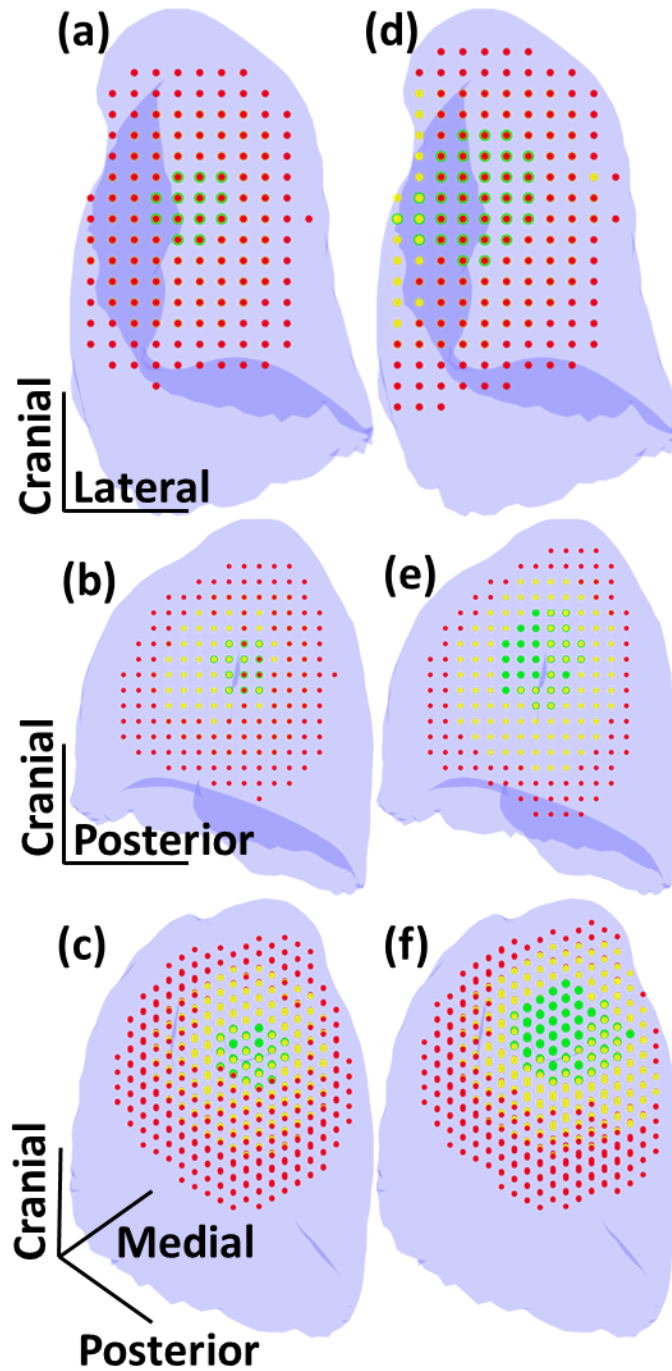 (a)
(d)
Cranial
Lateral
(b)
(e)
Cranial
Posterior
(c)
(f)
Cranial
Medial
Posterior